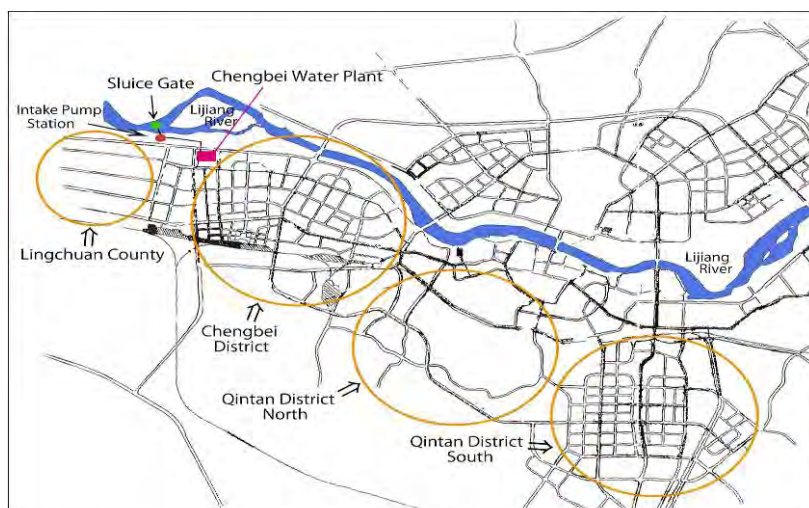 Chengbei Water Plant
Sluice Gate
Intake Pump
Station
Lijiang
River
Lingchuan County
Chengbei
District
Lijiang
River
Qintan District
North
Qintan District
South